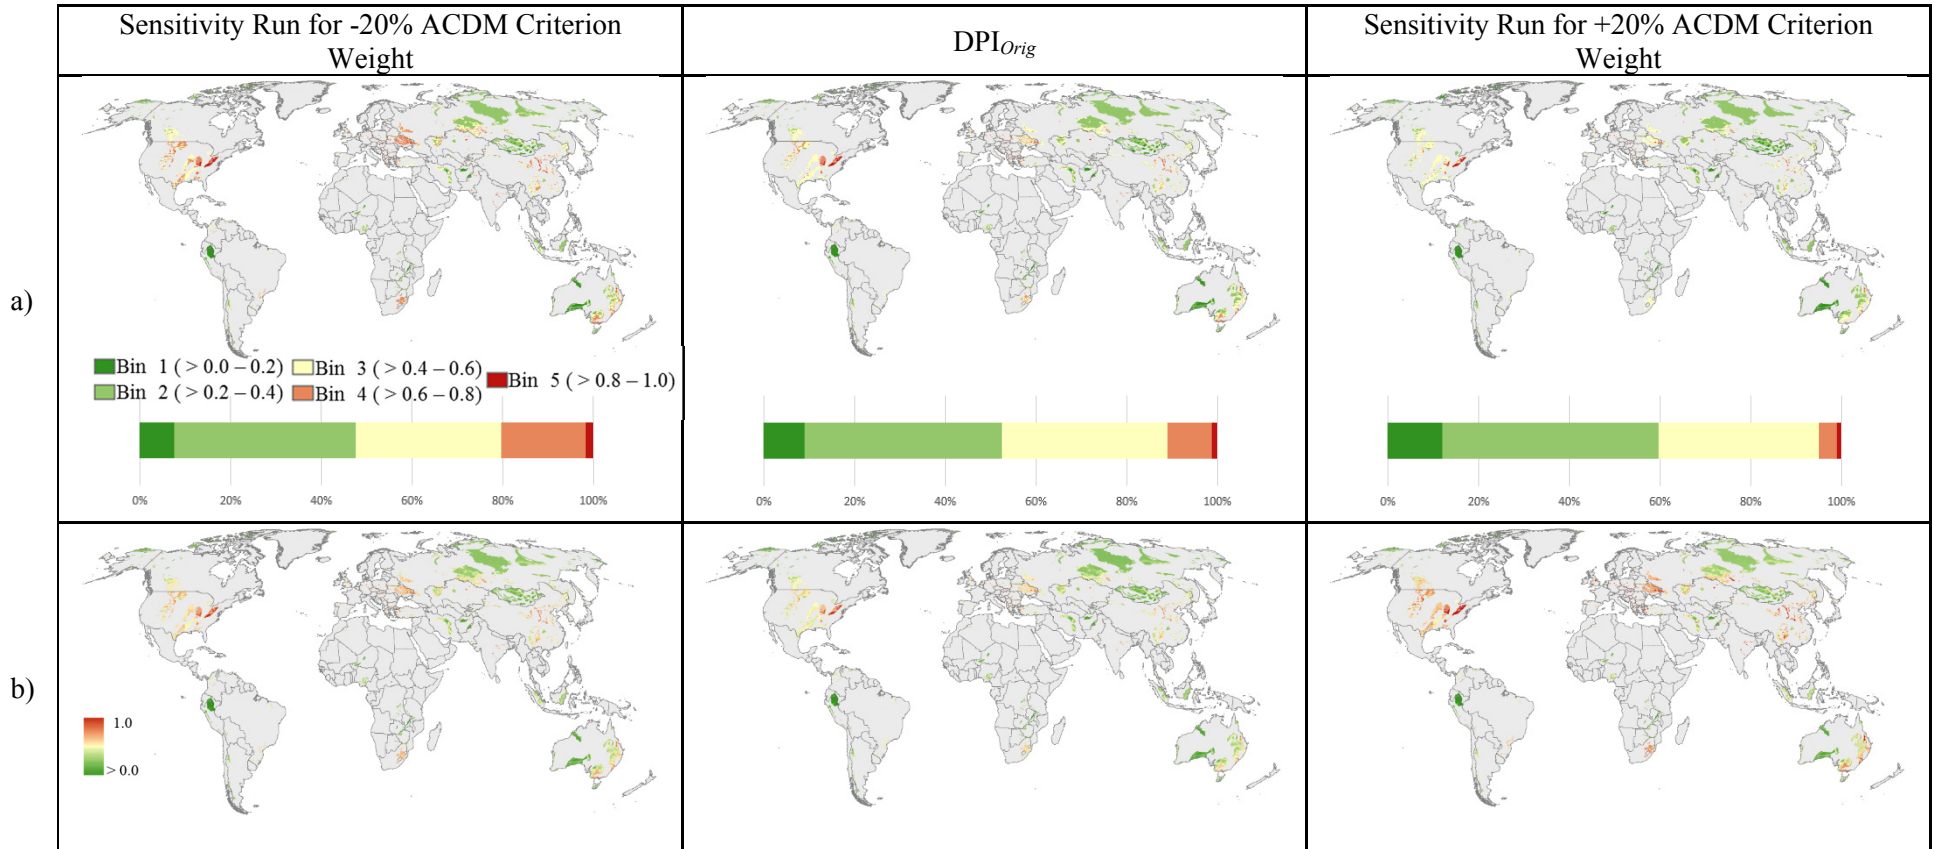 Sensitivity Run for -20% ACDM Criterion
Weight
DPIOrig
Sensitivity Run for +20% ACDM Criterion
Weight
a)
Bin 1 ( > 0.0 – 0.2)
Bin 3 ( > 0.4 – 0.6)
Bin 5 ( > 0.8 – 1.0)
Bin 2 ( > 0.2 – 0.4)
Bin 4 ( > 0.6 – 0.8)
0% 20% 40% 60% 80% 100%
0% 20% 40% 60% 80% 100%
0% 20% 40% 60% 80% 100%
b)
1.0
> 0.0